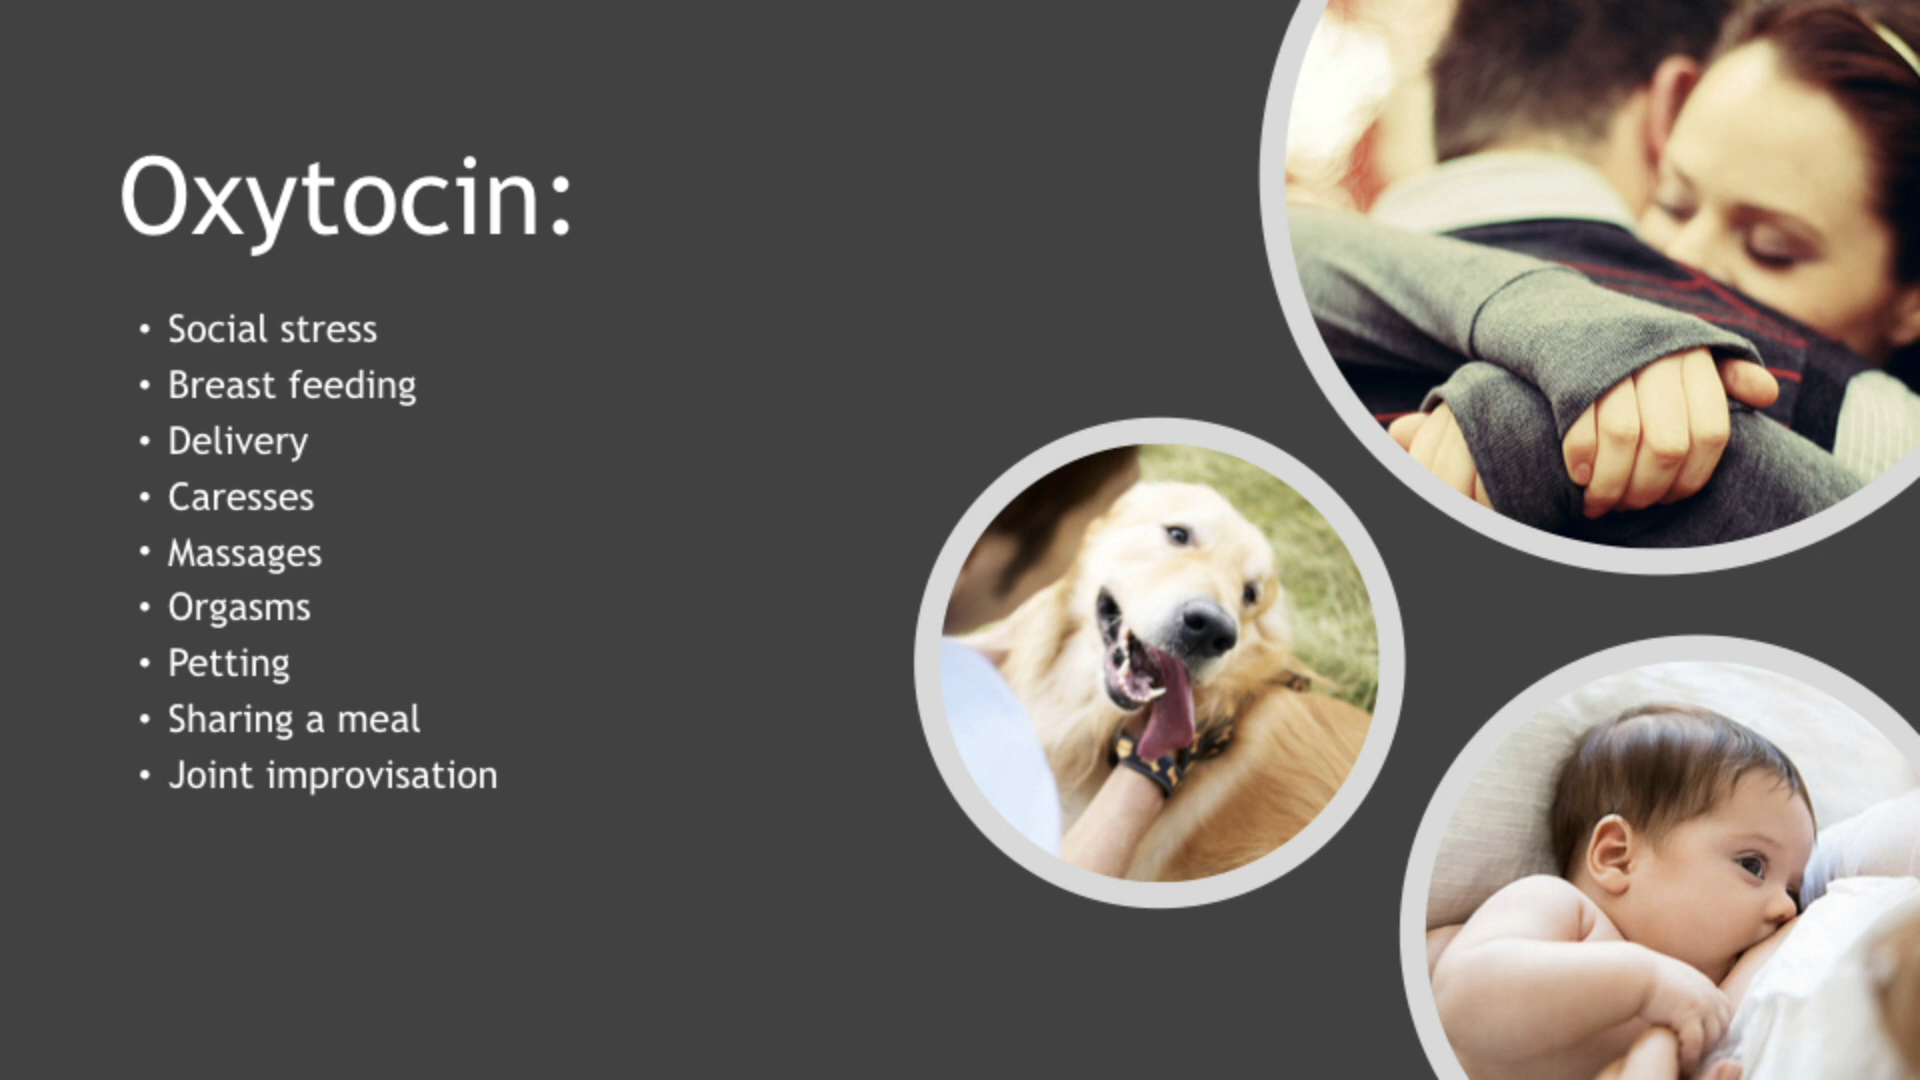 Oxytocin:
• Social stress
• Breast feeding
• Delivery
• Caresses
• Massages
• Orgasms
• Petting
• Sharing a meal
• Joint improvisation